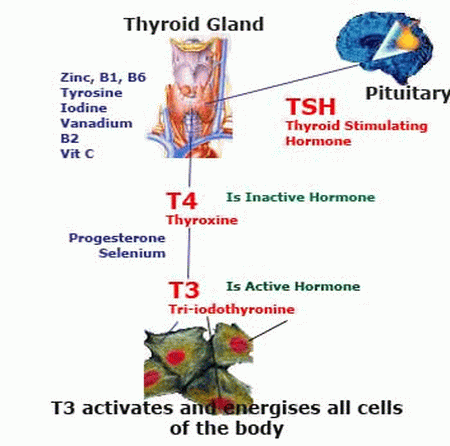 Thyroid Gland
Pituitary
Zinc, B1, B6
Tyrosine
Iodine
Vanadium
B2
Vit C
TSH
Thyroid Stimulating
Hormone
T4
Is Inactive Hormone
Thyroxine
Progesterone
Selenium
T3
Is Active Hormone
Tri-iodothyronine
T3 activates and energises all cells
of the body